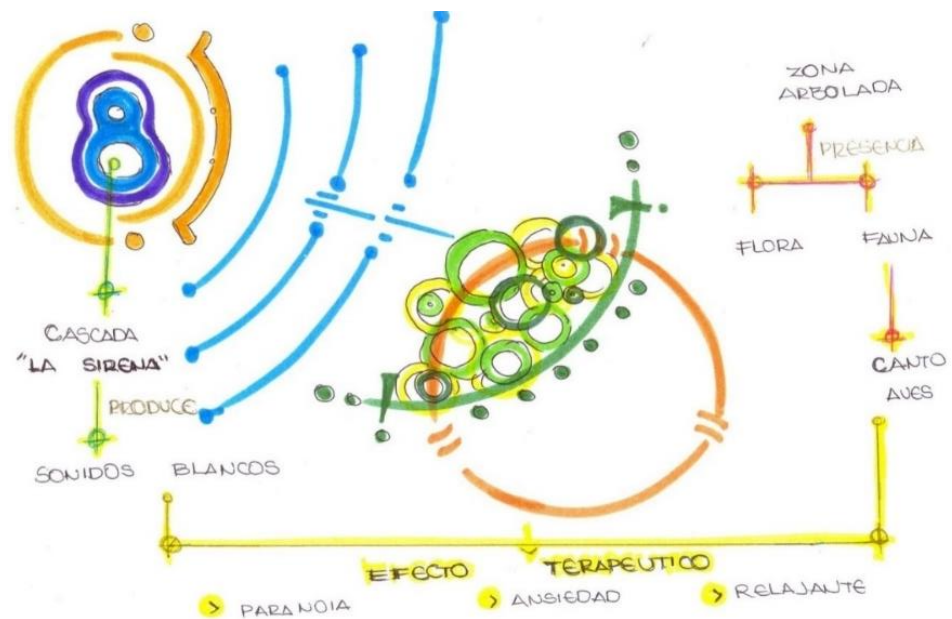 CASCADA
"LA SIRENA"
PRODUCE
SONIDOS BLANCOS
ZONA
ARBOLADA
PRESENCIA
FLORA FAUNA
CANTO
AVES
EFECTO TERAPEUTICO
> PARANOIA > ANSIEDAD > RELAJANTE